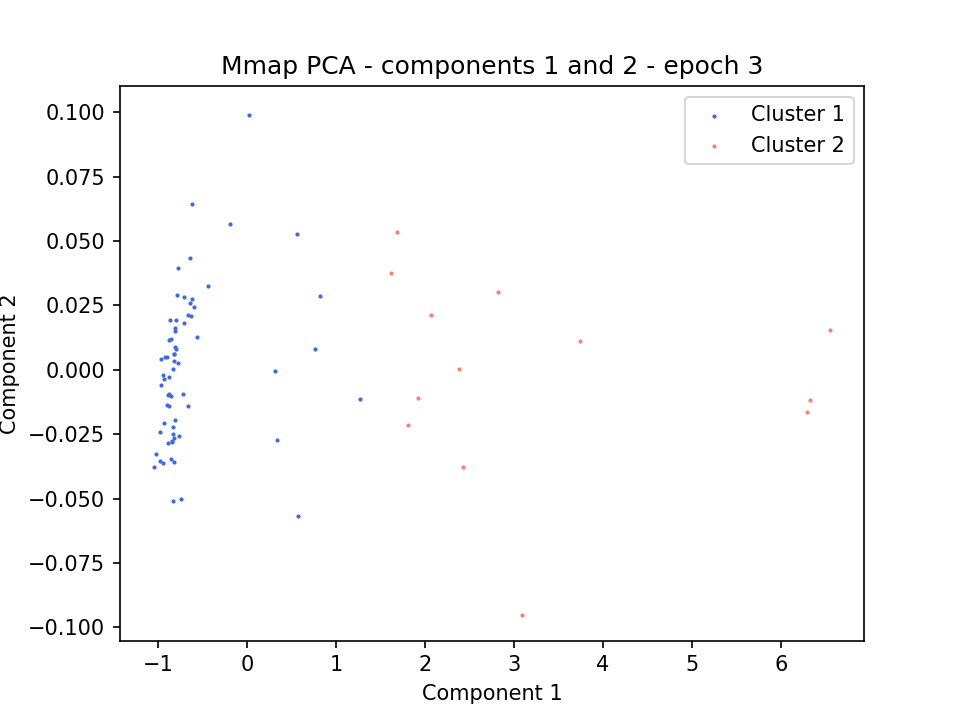 Mmap PCA - components 1 and 2 - epoch 3
Cluster 1
Cluster 2
0.100
0.075
0.050
0.025
0.000
−0.025
−0.050
−0.075
−0.100
Component 2
−1 0 1 2 3 4 5 6
Component 1